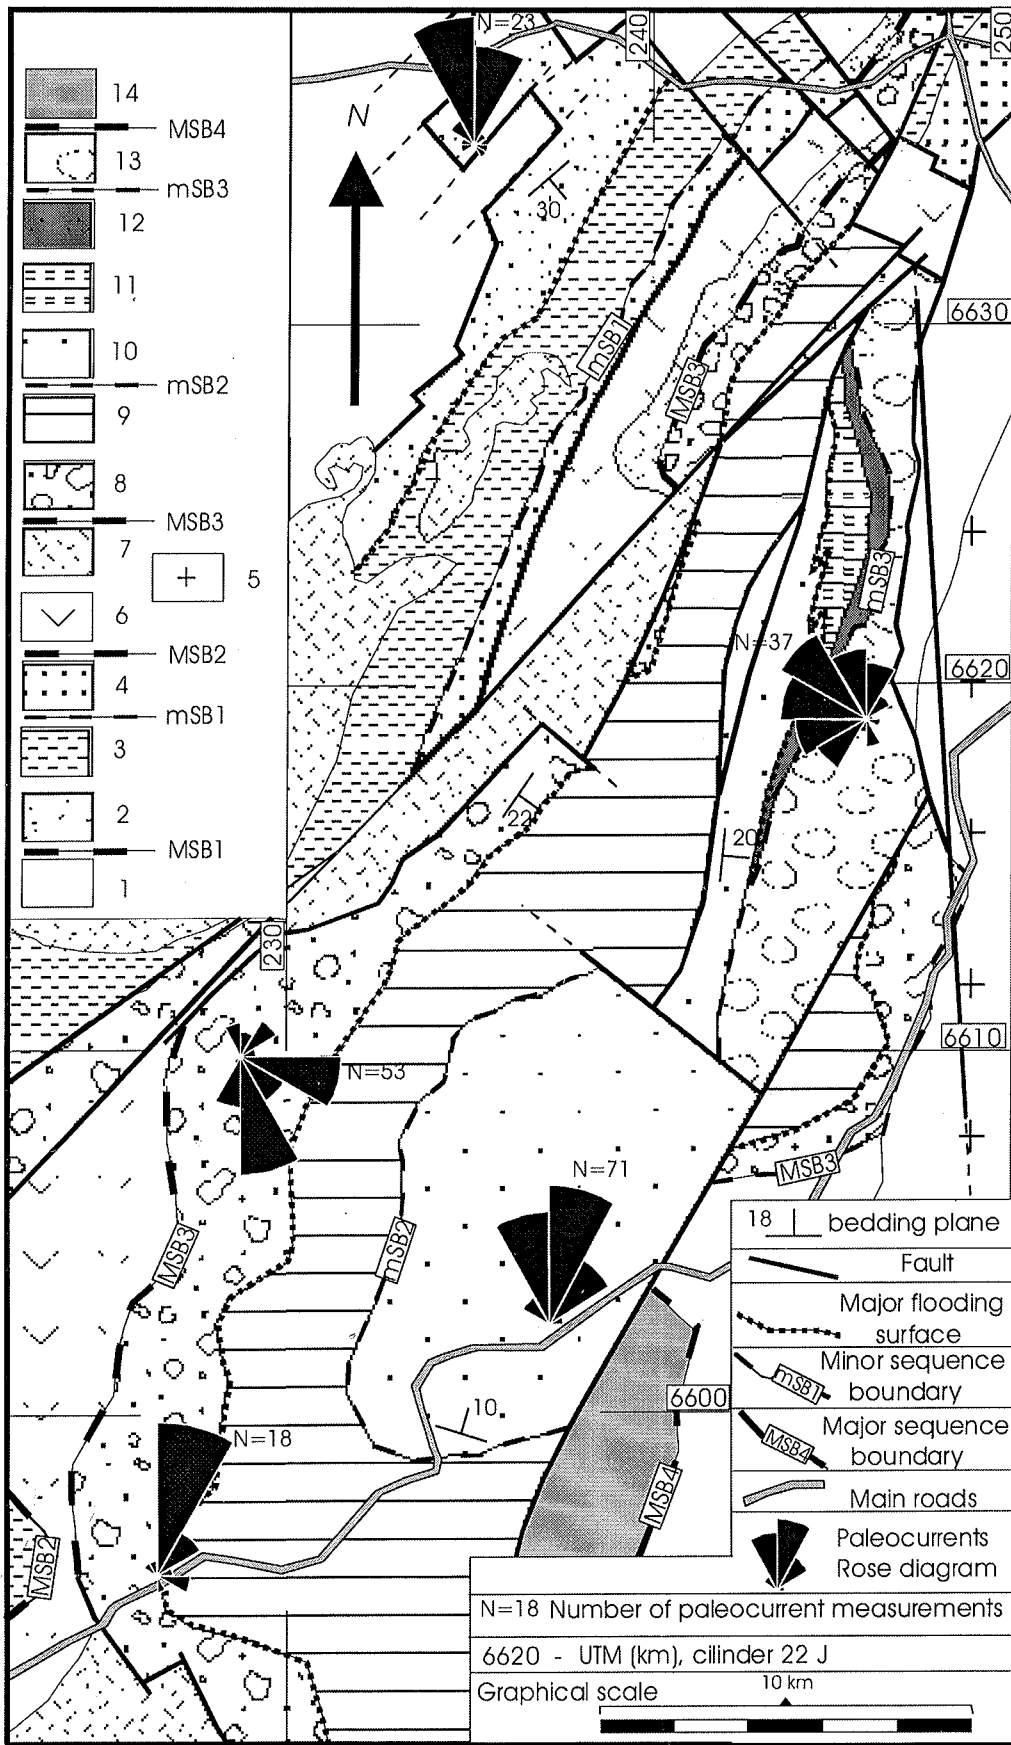 14
MSB4
13
mSB3
12
11
10
mSB2
9
8
MSB3
7
5
6
MSB2
4
mSB1
3
2
MSB1
1
N=23
240
250
N
30
mSB1
MSB3
6630
mSB3
N=37
6620
22
20
230
6610
N=53
MSB3
N=71
MSB3
mSB2
6600
10
N=18
MSB4
MSB2
18 bedding plane
Fault
Major flooding
surface
mSB1
Minor sequence
boundary
MSB4
Major sequence
boundary
Main roads
Paleocurrents
Rose diagram
N=18 Number of paleocurrent measurements
6620 - UTM (km), cilinder 22 J
Graphical scale
10 km